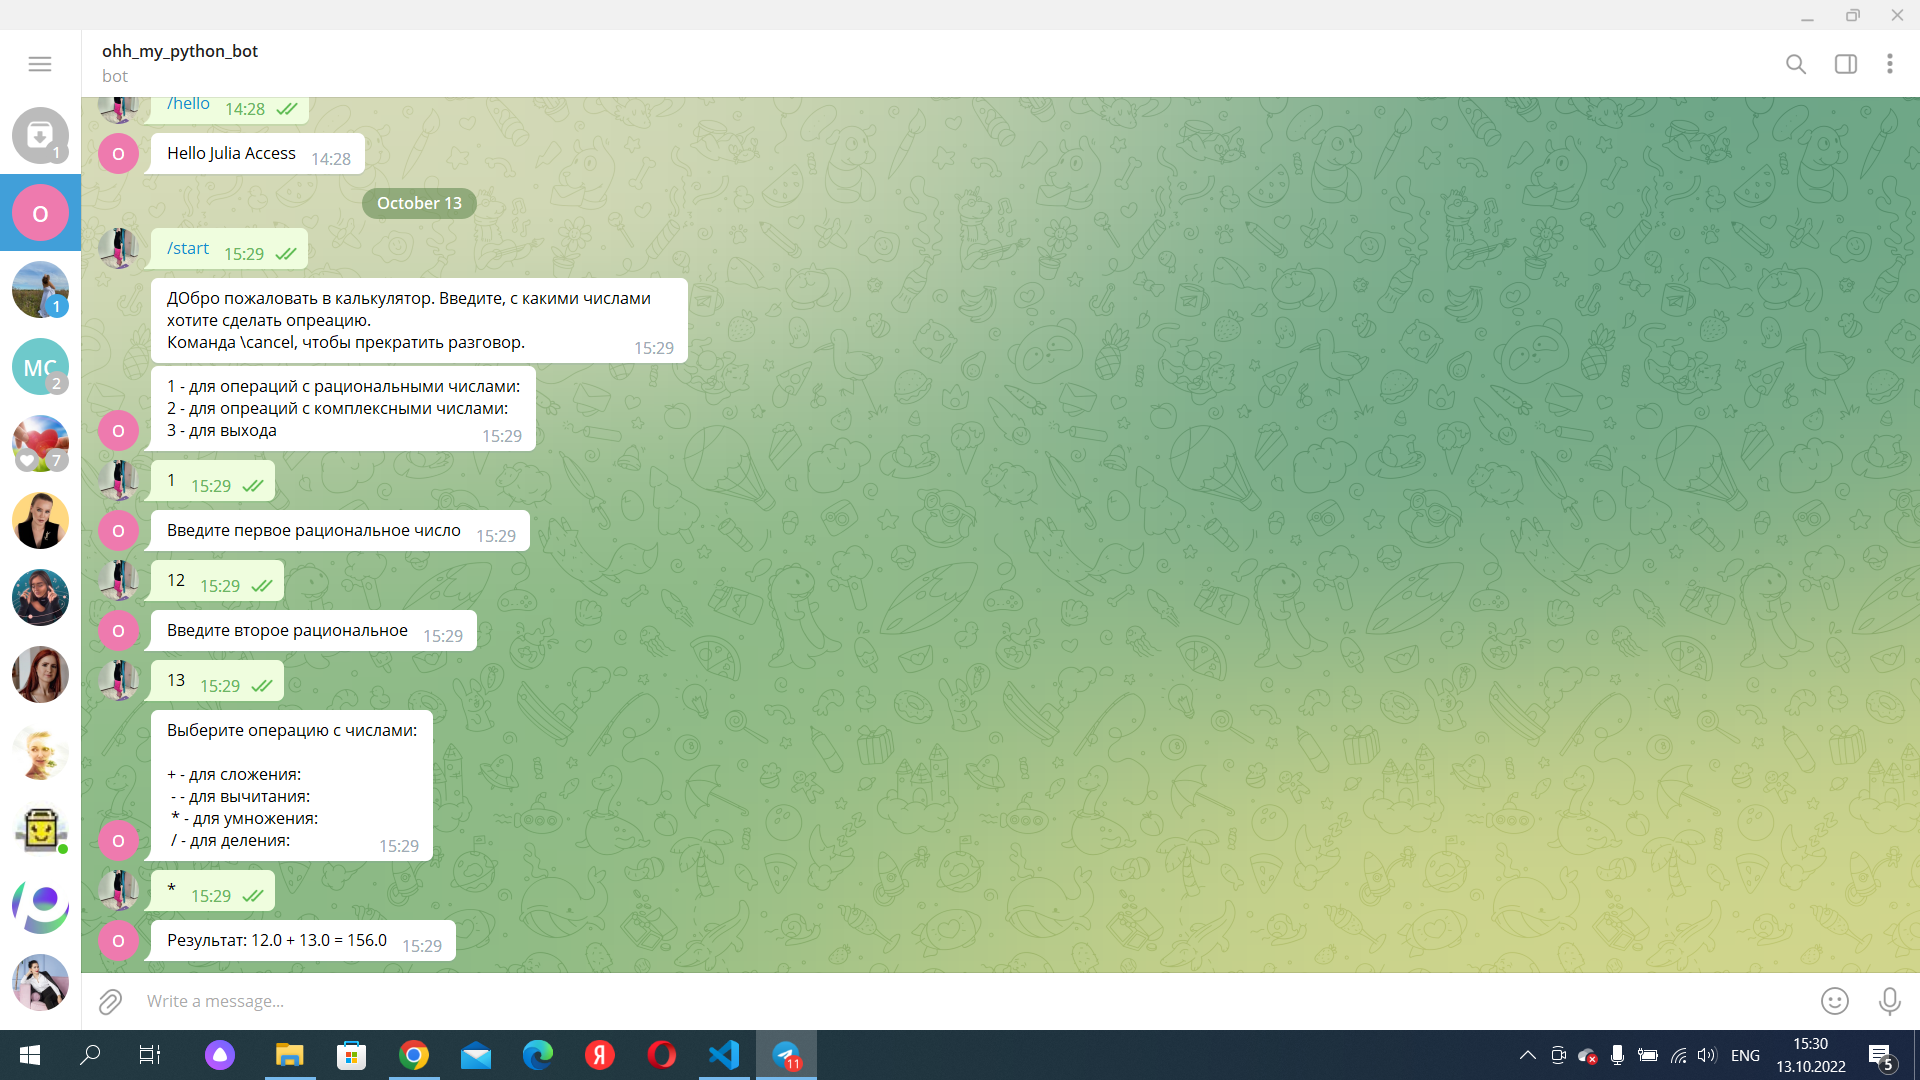 ohh_my_python_bot
bot
/hello 14:28
Hello Julia Access 14:28
October 13
/start 15:29
ДОбро пожаловать в калькулятор. Введите, с какими числами
хотите сделать опреацию.
Команда \cancel, чтобы прекратить разговор. 15:29
1 - для операций с рациональными числами:
2 - для опреаций с комплексными числами:
3 - для выхода 15:29
1 15:29
Введите первое рациональное число 15:29
12 15:29
Введите второе рациональное 15:29
13 15:29
Выберите операцию с числами:
+ - для сложения:
- - для вычитания:
* - для умножения:
/ - для деления: 15:29
* 15:29
Результат: 12.0 + 13.0 = 156.0 15:29
Write a message...
1
O
1
МС
2
7
O
O
O
O
O
O
Я
11
ENG
15:30
13.10.2022
5